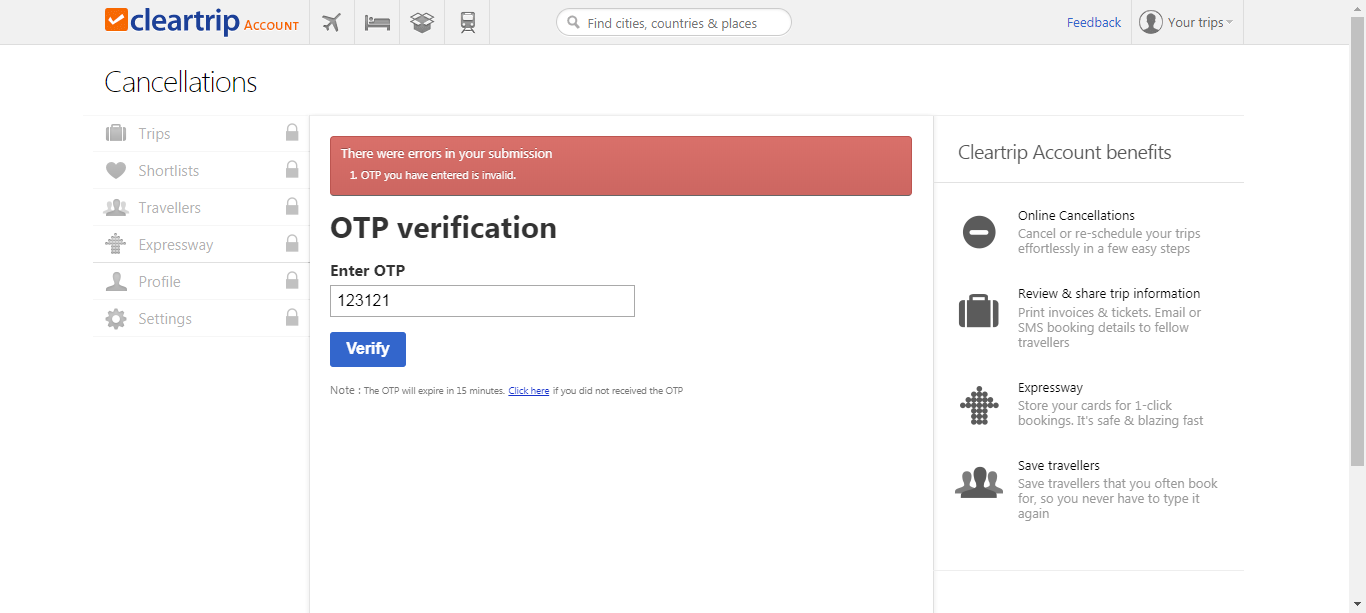 cleartrip ACCOUNT
Find cities, countries & places
Feedback
Your trips
Cancellations
Trips
Shortlists
Travellers
Expressway
Profile
Settings
There were errors in your submission
1. OTP you have entered is invalid.
OTP verification
Enter OTP
123121
Verify
Note : The OTP will expire in 15 minutes. Click here if you did not received the OTP
Cleartrip Account benefits
Online Cancellations
Cancel or re-schedule your trips
effortlessly in a few easy steps
Review & share trip information
Print invoices & tickets. Email or
SMS booking details to fellow
travellers
Expressway
Store your cards for 1-click
bookings. It's safe & blazing fast
Save travellers
Save travellers that you often book
for, so you never have to type it
again